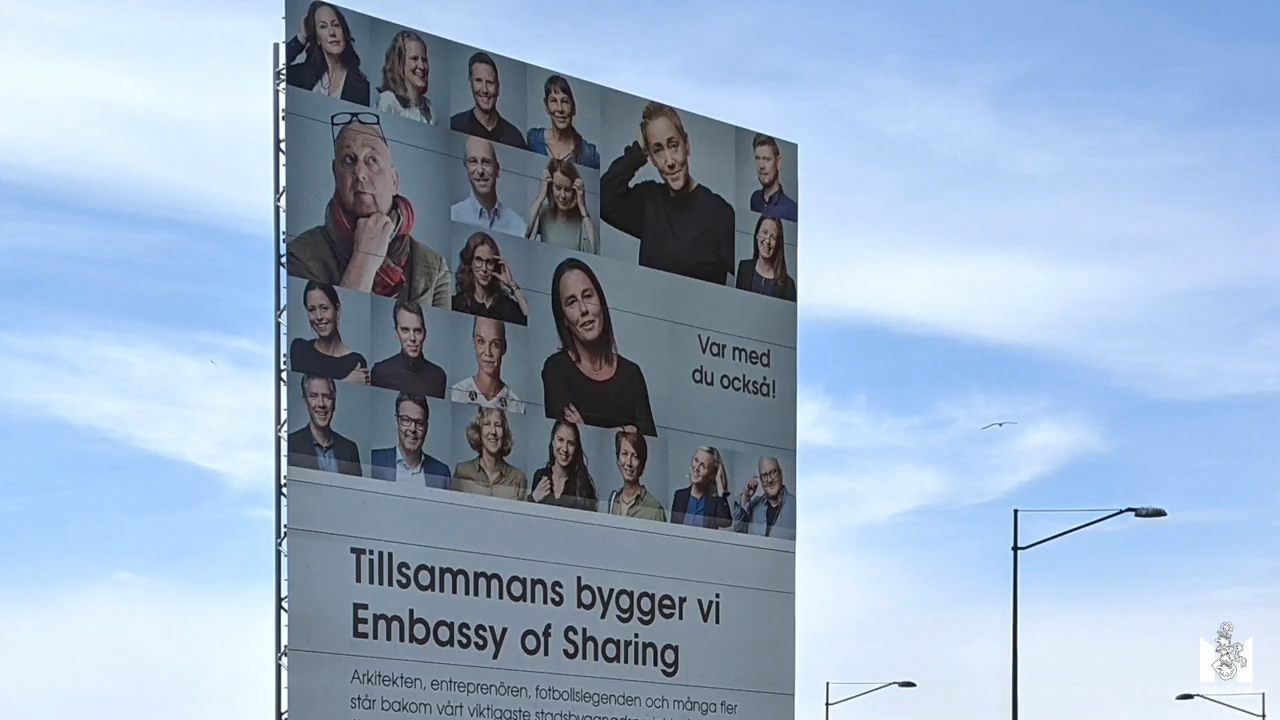 Var med
du också!
Tillsammans bygger vi
Embassy of Sharing
Arkitekten, entreprenören, fotbollslegenden och många fler
står bakom vårt viktigaste